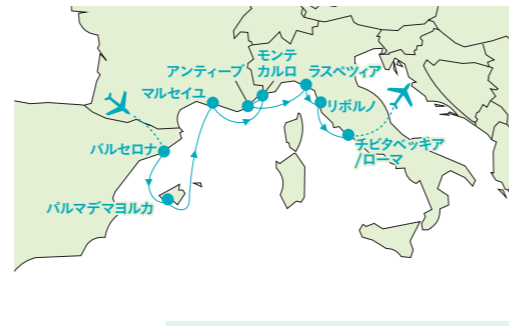 モンテ
カルロ
アンティーブ
ラスペツィア
マルセイユ
リボルノ
バルセロナ
チビタベッキア
/ローマ
パルマデマヨルカ